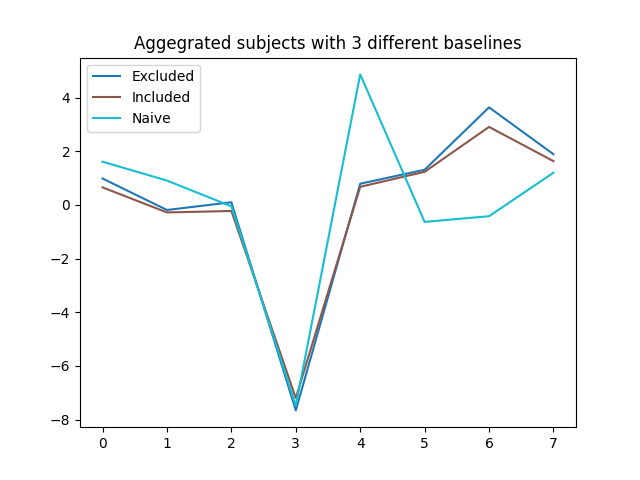 Aggegrated subjects with 3 different baselines
Excluded
Included
Naive
4
2
0
−2
−4
−6
−8
0 1 2 3 4 5 6 7